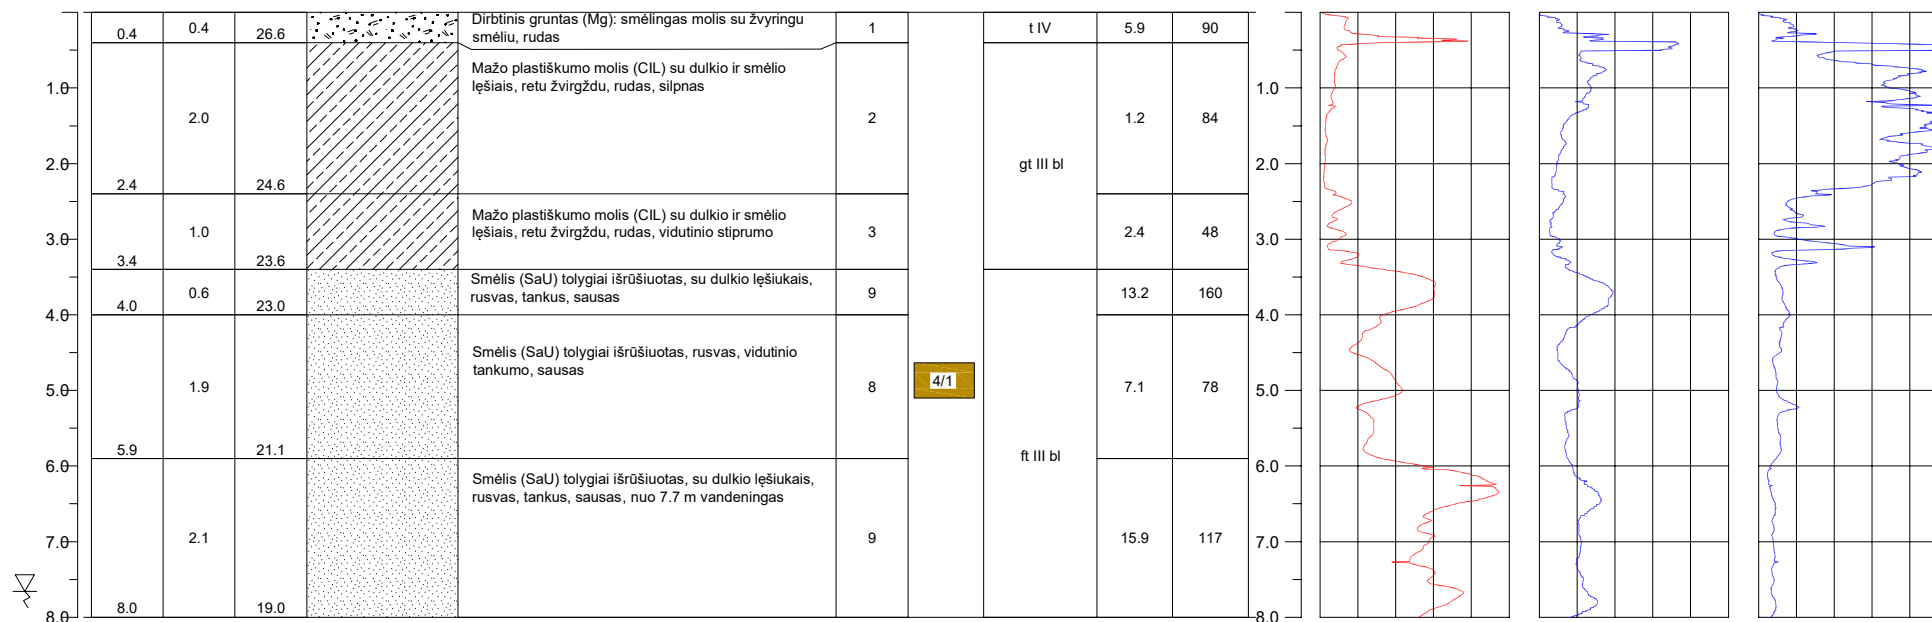 0.4 0.4 26.6 Dirbtinis gruntas (Mg): smėlingas molis su žvyringu 1 t IV 5.9 90
smėliu, rudas
Mažo plastiškumo molis (CIL) su dulkio ir smėlio
lęšiais, retu žvirgždu, rudas, silpnas
1.0 1.0
2.0 2 1.2 84
2.0 gt III bl 2.0
2.4 24.6
Mažo plastiškumo molis (CIL) su dulkio ir smėlio
lęšiais, retu žvirgždu, rudas, vidutinio stiprumo
1.0 3 2.4 48
3.0 3.0
3.4 23.6
Smėlis (SaU) tolygiai išrūšiuotas, su dulkio lęšiukais,
rusvas, tankus, sausas
0.6 9 13.2 160
4.0 23.0
4.0 4.0
Smėlis (SaU) tolygiai išrūšiuotas, rusvas, vidutinio
tankumo, sausas
4/1
1.9 8 7.1 78
5.0 5.0
5.9 21.1
ft III bl
6.0 6.0
Smėlis (SaU) tolygiai išrūšiuotas, su dulkio lęšiukais,
rusvas, tankus, sausas, nuo 7.7 m vandeningas
2.1 9 15.9 117
7.0 7.0
8.0 19.0
8.0 8.0